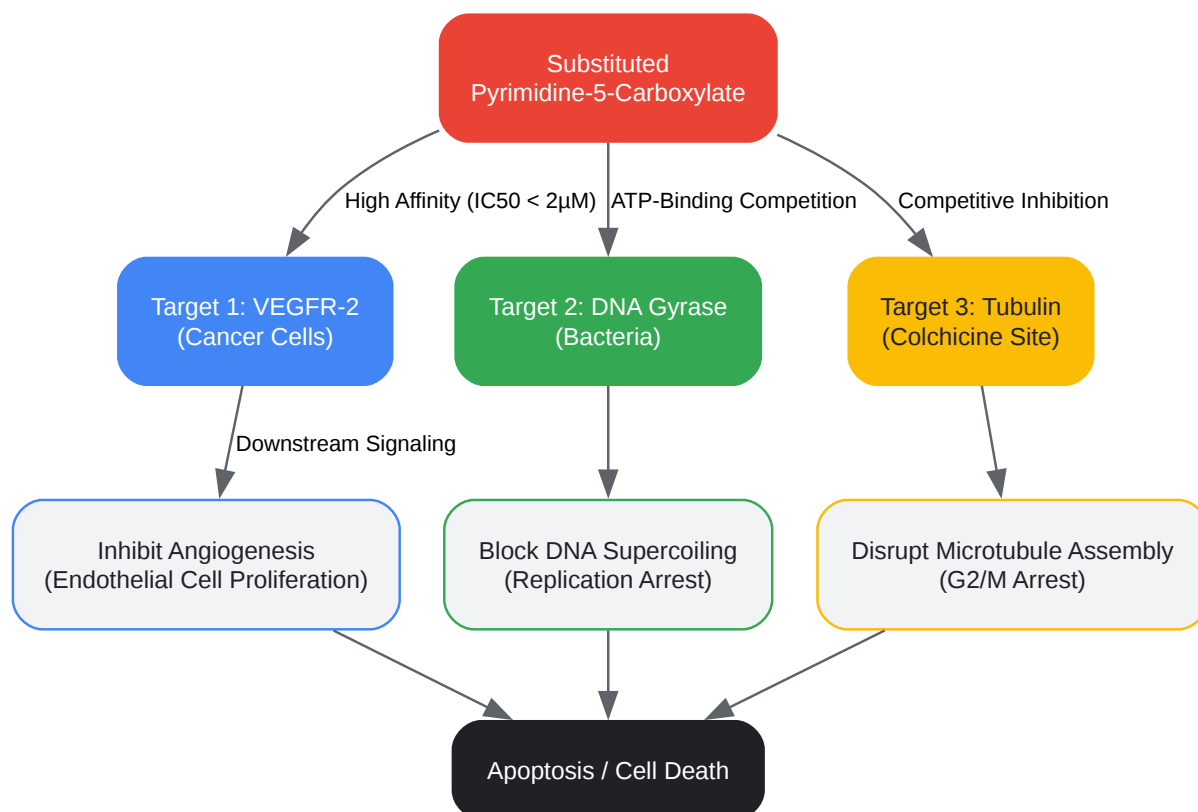 Substituted
Pyrimidine-5-Carboxylate
High Affinity (IC50 < 2µM)
ATP-Binding Competition
Competitive Inhibition
Target 1: VEGFR-2
(Cancer Cells)
Target 2: DNA Gyrase
(Bacteria)
Target 3: Tubulin
(Colchicine Site)
Downstream Signaling
Inhibit Angiogenesis
(Endothelial Cell Proliferation)
Block DNA Supercoiling
(Replication Arrest)
Disrupt Microtubule Assembly
(G2/M Arrest)
Apoptosis / Cell Death